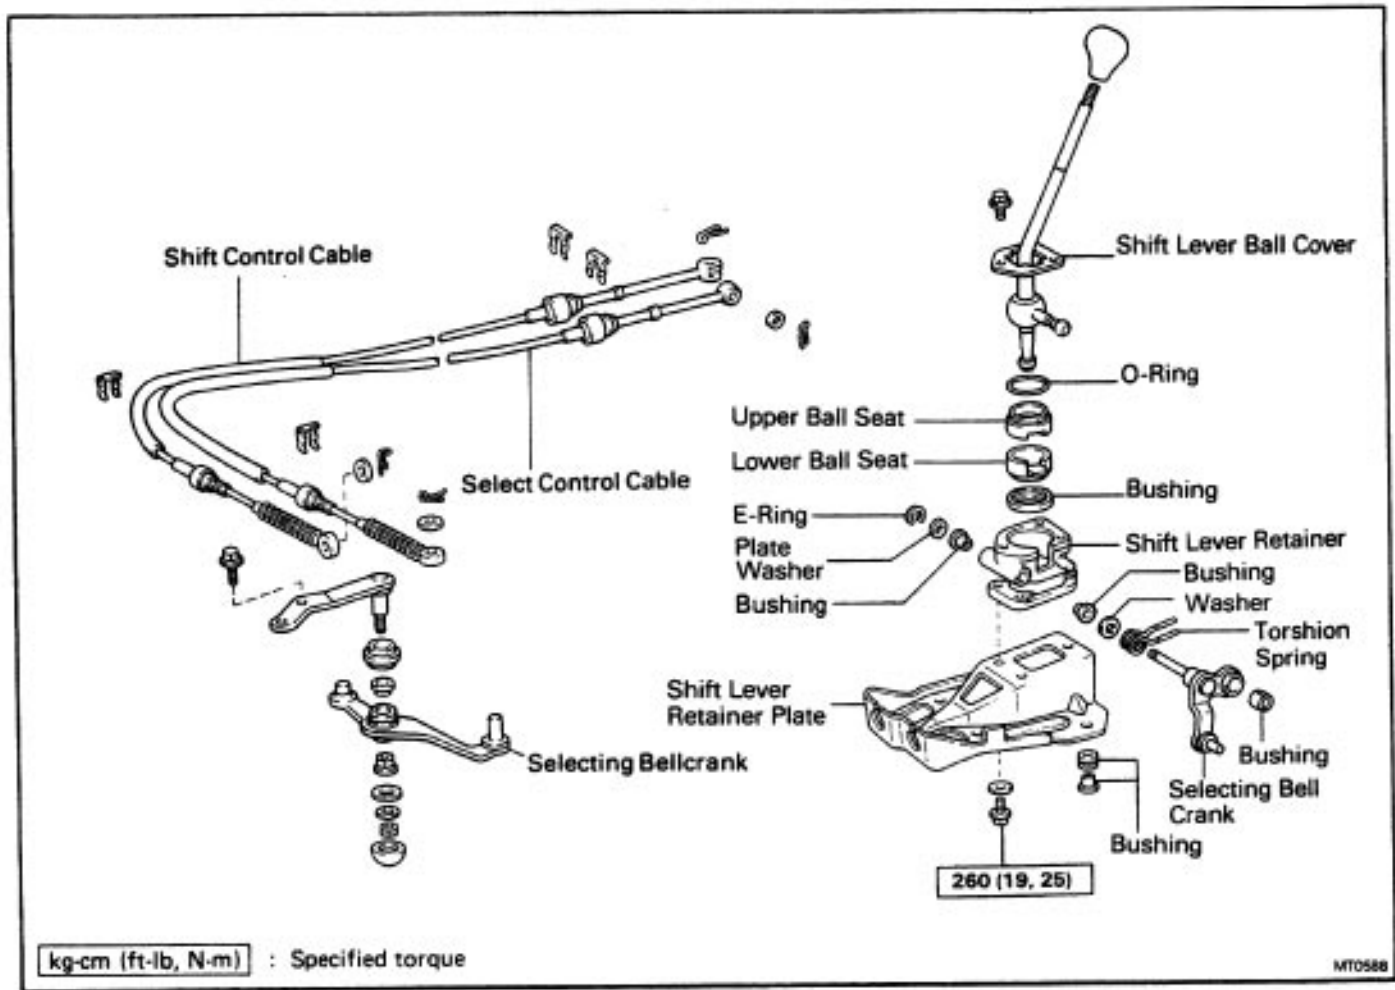 Shift Control Cable
Select Control Cable
Selecting Bellcrank
Shift Lever Ball Cover
O-Ring
Upper Ball Seat
Lower Ball Seat
Bushing
E-Ring
Plate
Washer
Bushing
Shift Lever Retainer
Bushing
Washer
Torshion
Spring
Shift Lever
Retainer Plate
Bushing
Selecting Bell
Crank
Bushing
260 (19, 25)
kg-cm (ft-lb, N-m) : Specified torque
MT0588